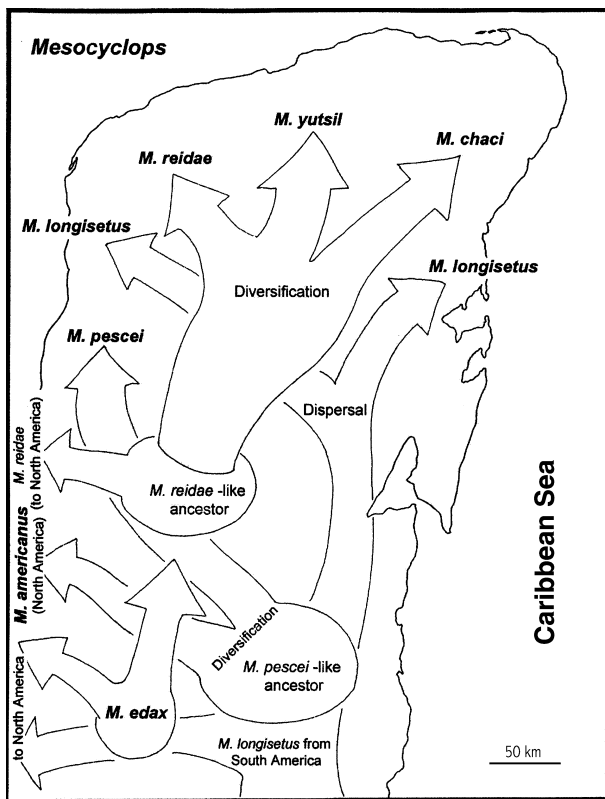 Mesocyclops
M. yutsil
M. chaci
M. reidae
M. longisetus
M. longisetus
Diversification
M. pescei
Dispersal
M. reidae
(to North America)
M. reidae -like
ancestor
M. americanus
(North America)
Caribbean Sea
Diversification
M. pescei -like
ancestor
to North America
M. edax
M. longisetus from
South America
50 km